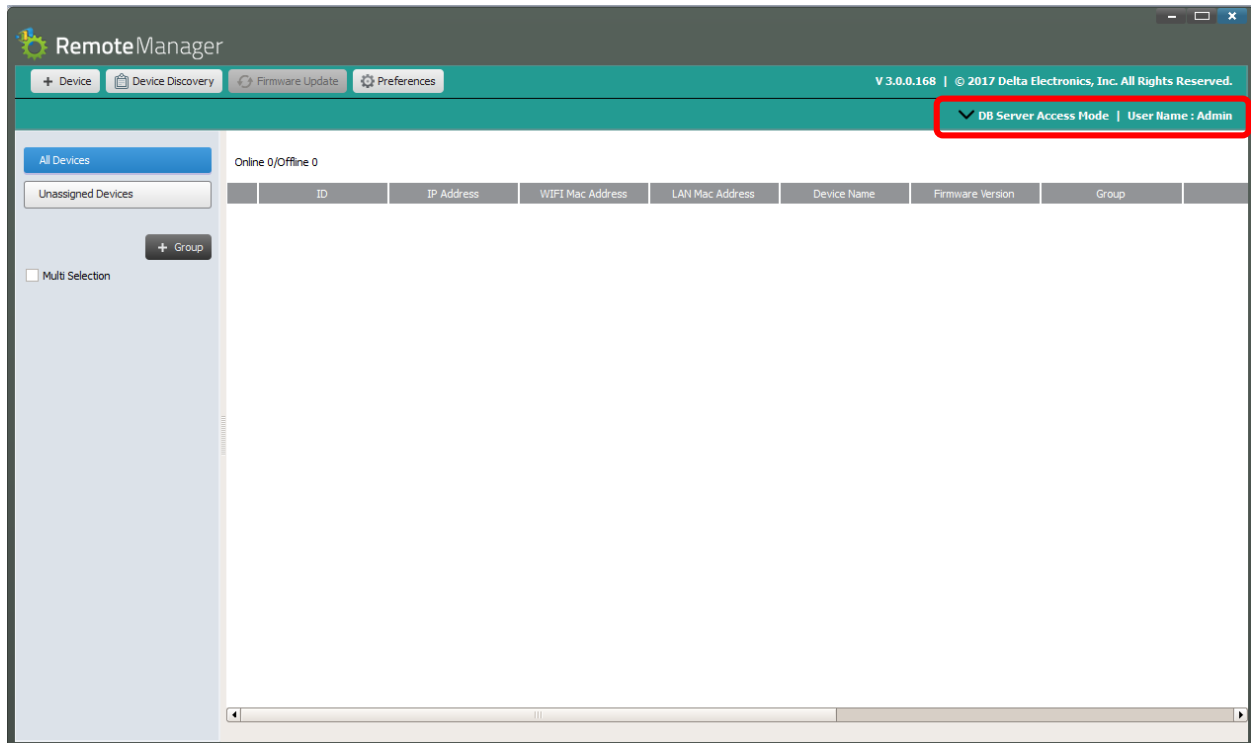 RemoteManager
+ Device Device Discovery Firmware Update Preferences V 3.0.0.168 | © 2017 Delta Electronics, Inc. All Rights Reserved.
DB Server Access Mode | User Name : Admin
All Devices
Online 0/Offline 0
Unassigned Devices
ID IP Address WIFI Mac Address LAN Mac Address Device Name Firmware Version Group
+ Group
Multi Selection